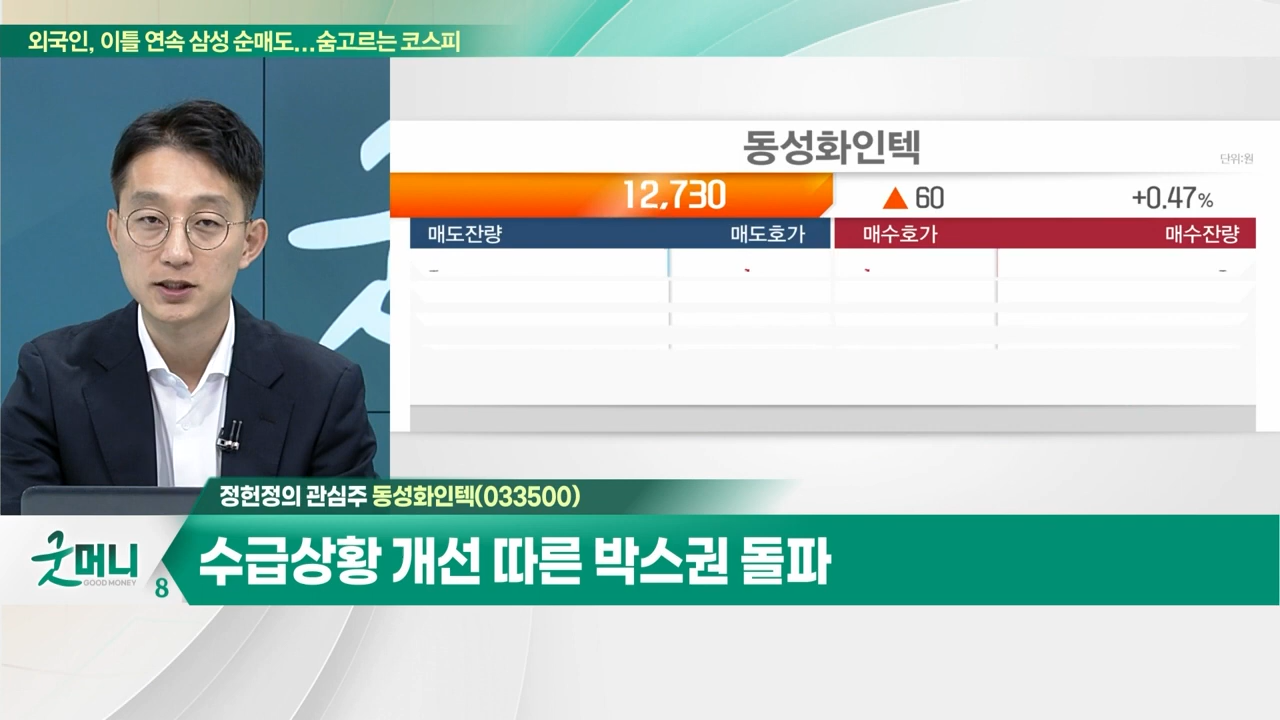 외국인, 이틀 연속 삼성 순매도...숨고르는 코스피
동성화인텍
단위:원
12,730 ▲ 60 +0.47%
매도잔량 매도호가 매수호가 매수잔량
정헌정의 관심주 동성화인텍(033500)
굿머니
GOOD MONEY
8
수급상황 개선 따른 박스권 돌파